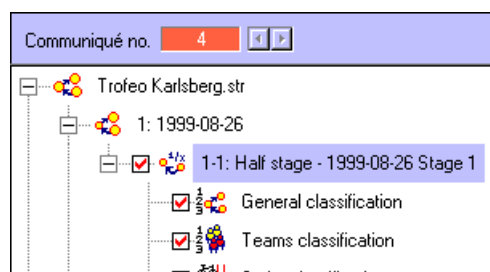 Communiqué no. 4
Trofeo Karlsberg.str
1: 1999-08-26
1-1: Half stage - 1999-08-26 Stage 1
General classification
Teams classification